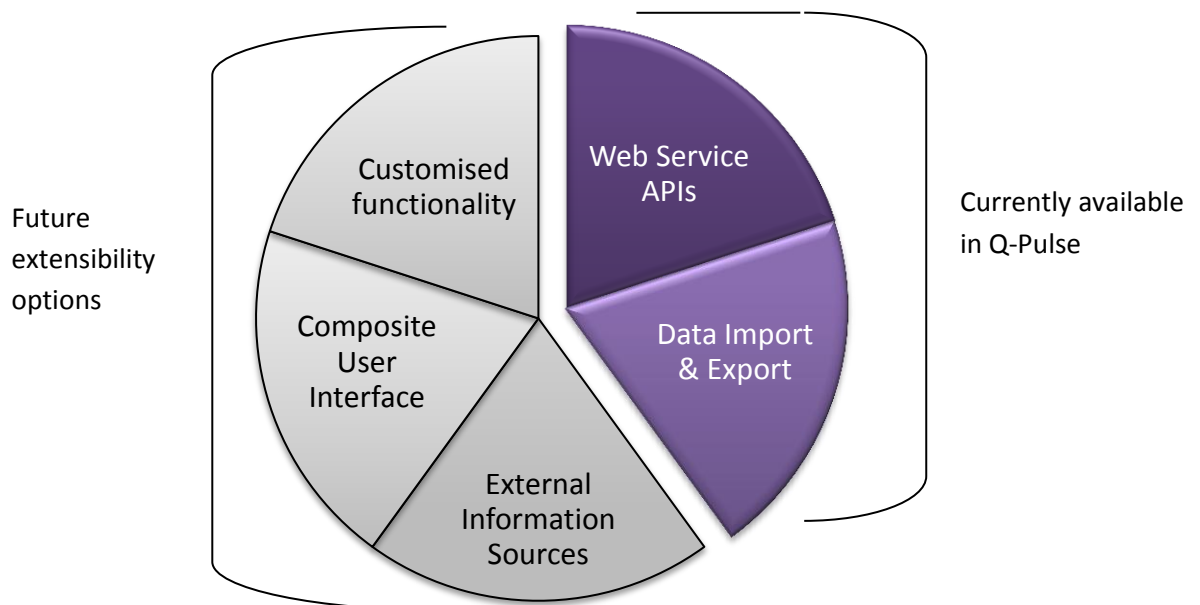 Customised
functionality
Web Service
APIs
Future
extensibility
options
Currently available
in Q-Pulse
Composite
User
Interface
Data Import
& Export
External
Information
Sources